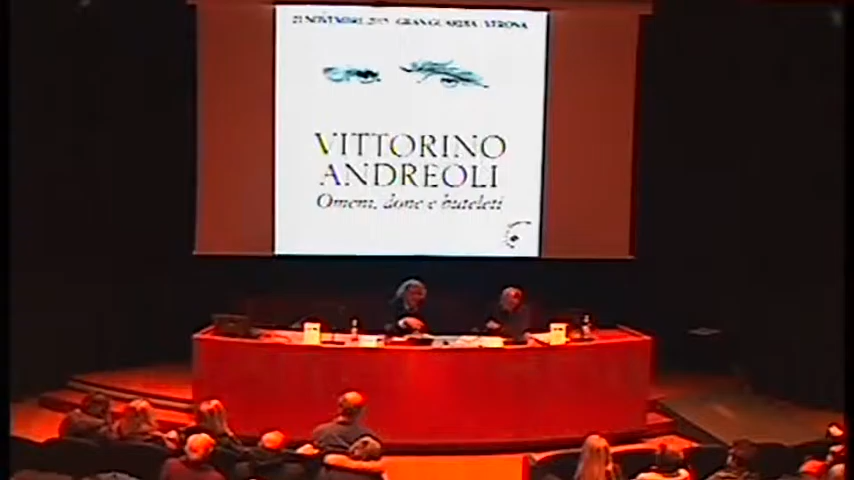 21 NOVEMBRE 2015 - GRAN GUARDIA - VERONA
VITTORINO
ANDREOLI
Omeni, done e buteleti